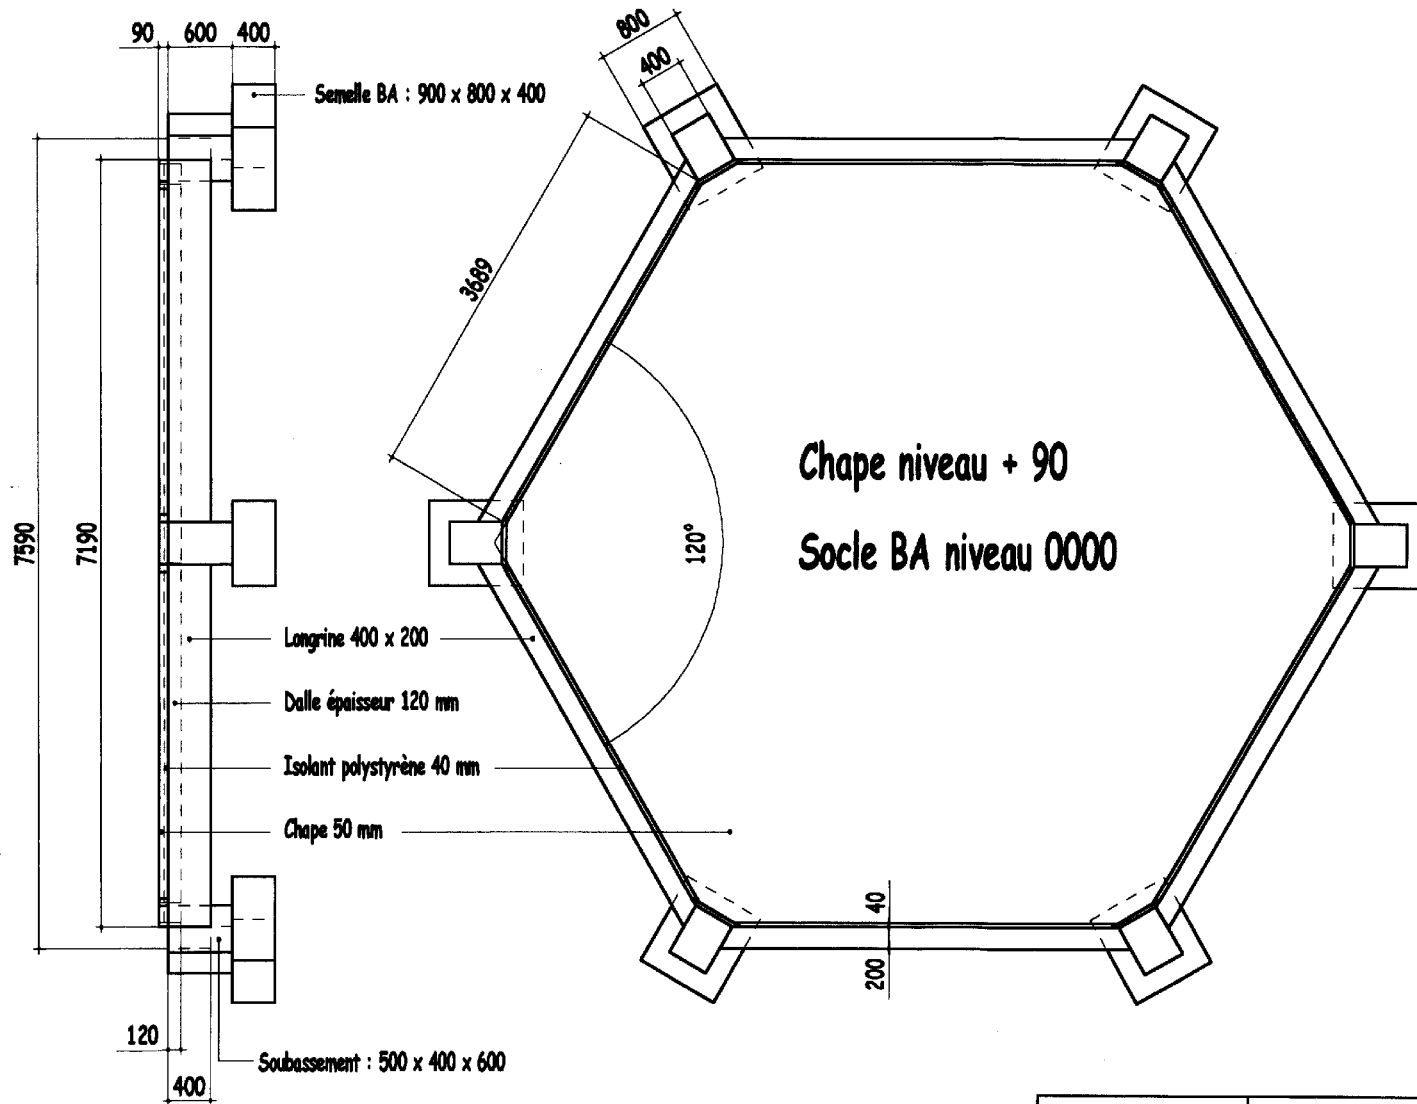 90 600 400
Semelle BA : 900 x 800 x 400
800
400
3689
7590
7190
120°
Chape niveau + 90
Socle BA niveau 0000
Longrine 400 x 200
Dalle épaisseur 120 mm
Isolant polystyrène 40 mm
Chape 50 mm
40
200
120
Soubassement : 500 x 400 x 600
400